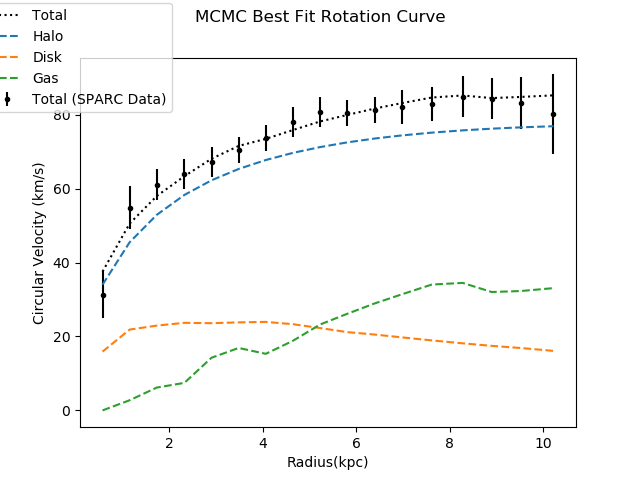 MCMC Best Fit Rotation Curve
Total
Halo
Disk
Gas
Total (SPARC Data)
80
60
40
20
0
Circular Velocity (km/s)
2 4 6 8 10
Radius(kpc)